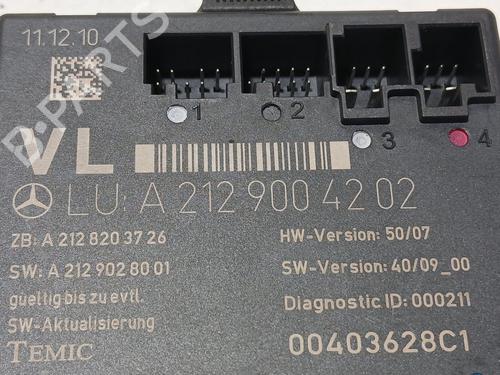 11.12.10
1
2
3
4
VL
LU: A 212 900 42 02
ZB: A 212 820 37 26
HW-Version: 50/07
SW: A 212 902 80 01
SW-Version: 40/09_00
gueltig bis zu evtl.
Diagnostic ID: 000211
SW-Aktualisierung
TEMIC
00403628C1
B-PARTS